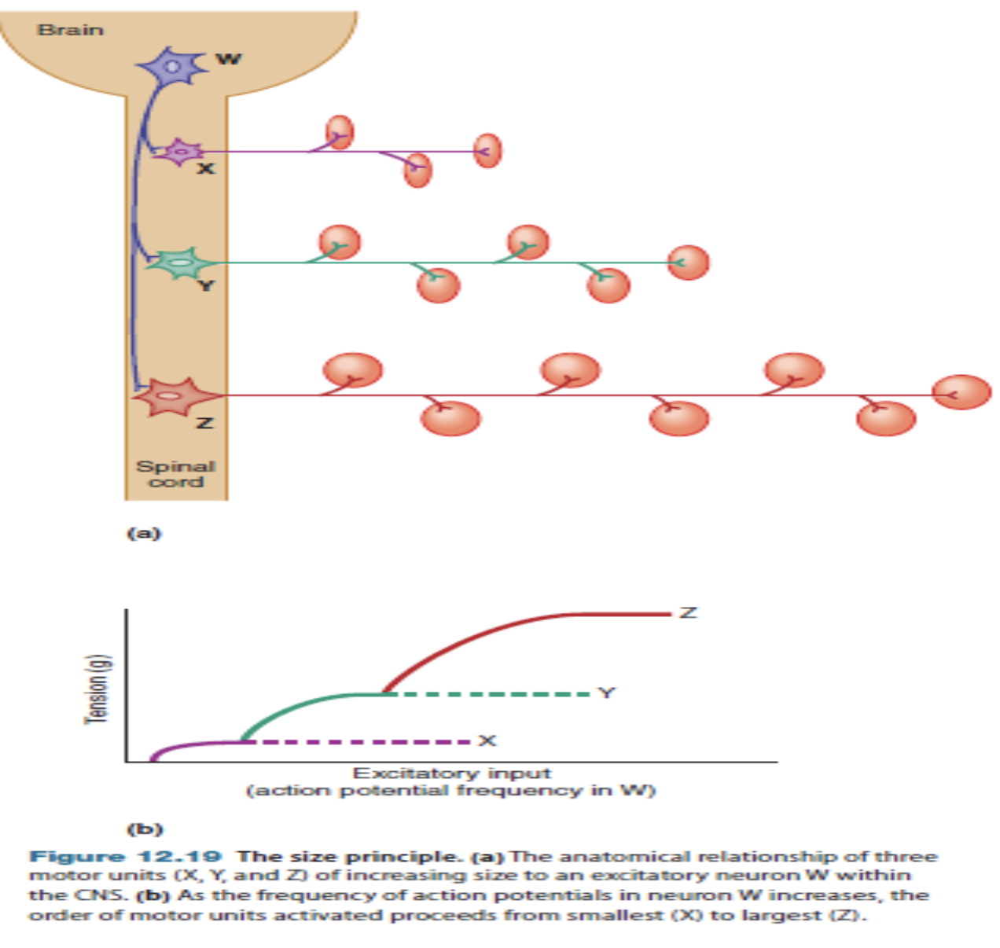 Brain
W
X
Y
Z
Spinal
cord
(a)
Tension (g)
Z
Y
X
Excitatory input
(action potential frequency in W)
(b)
Figure 12.19 The size principle. (a) The anatomical relationship of three
motor units (X, Y, and Z) of increasing size to an excitatory neuron W within
the CNS. (b) As the frequency of action potentials in neuron W increases, the
order of motor units activated proceeds from smallest (X) to largest (Z).